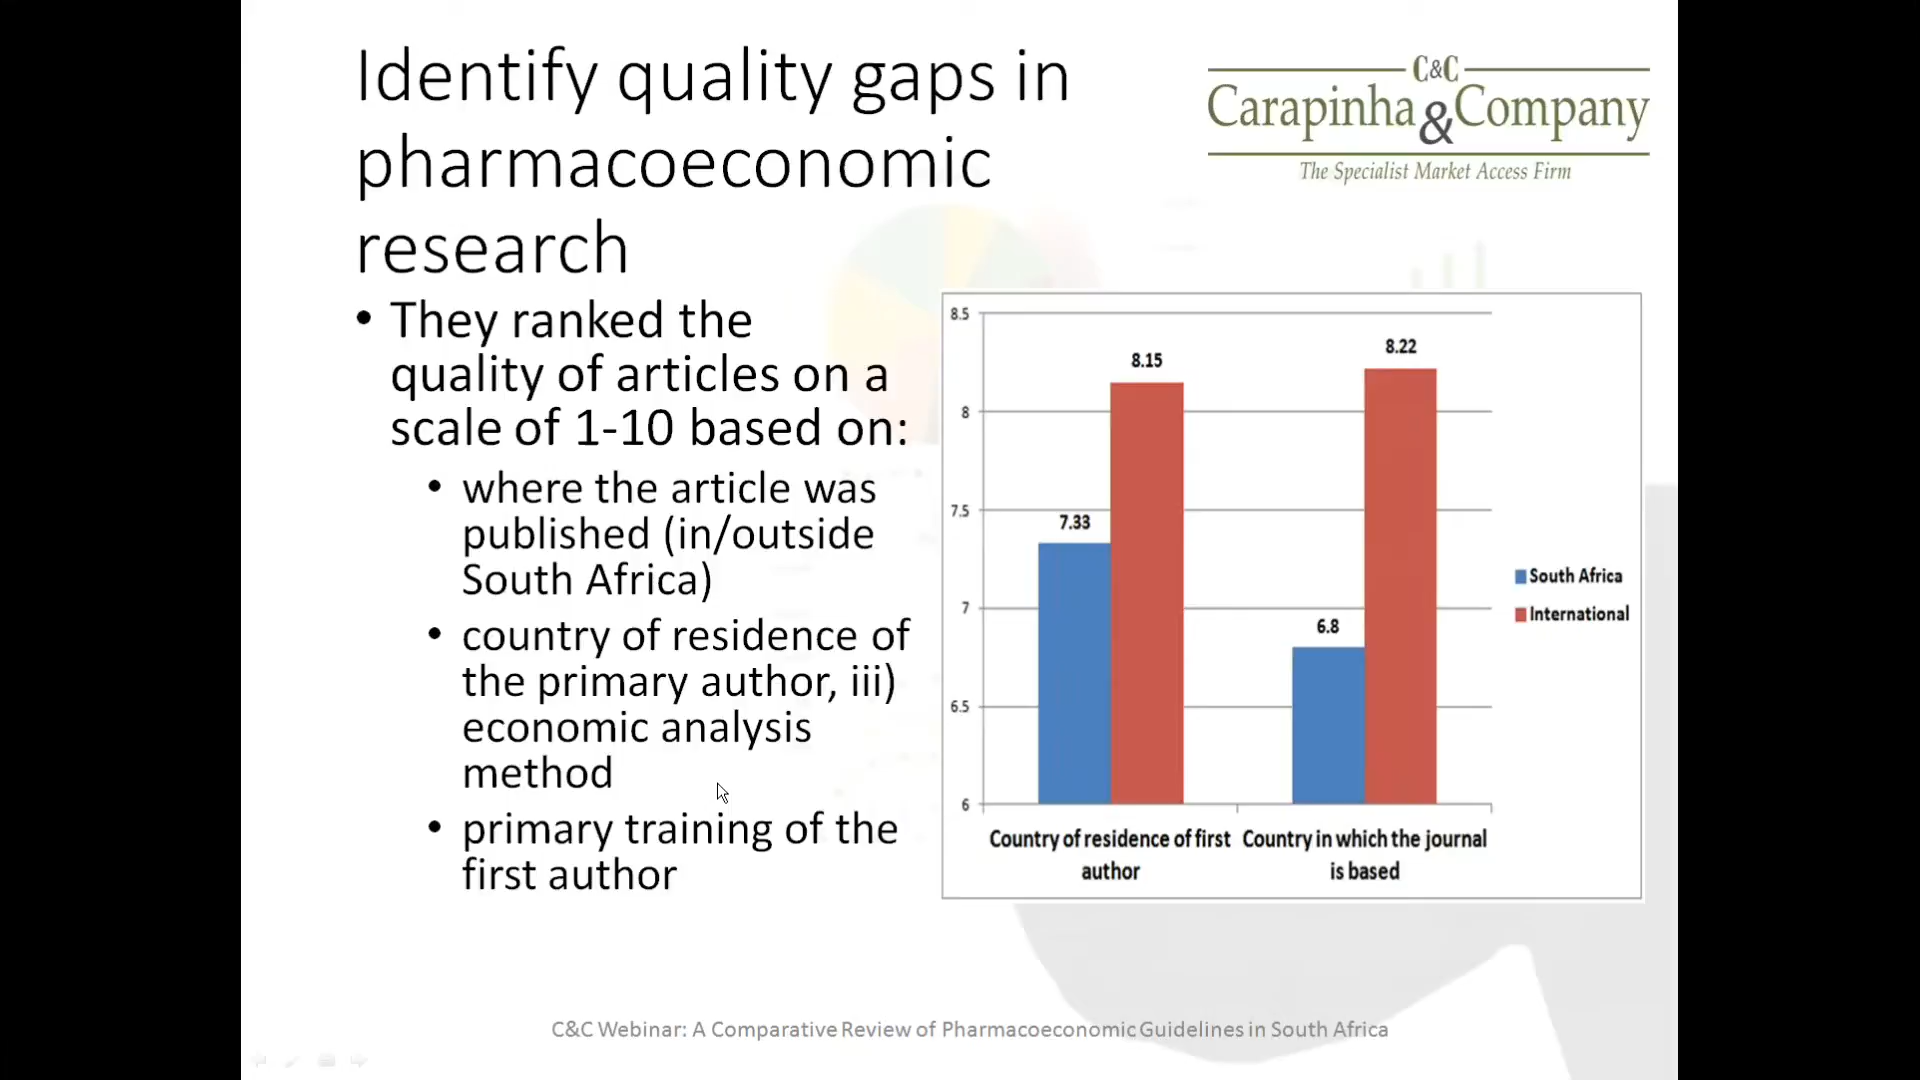 Identify quality gaps in
pharmacoeconomic
research
C&C
Carapinha & Company
The Specialist Market Access Firm
• They ranked the
quality of articles on a
scale of 1-10 based on:
• where the article was
published (in/outside
South Africa)
• country of residence of
the primary author, iii)
economic analysis
method
• primary training of the
first author
8.5
8
7.5
7
6.5
6
7.33
8.15
6.8
8.22
Country of residence of first
author
Country in which the journal
is based
South Africa
International
C&C Webinar: A Comparative Review of Pharmacoeconomic Guidelines in South Africa